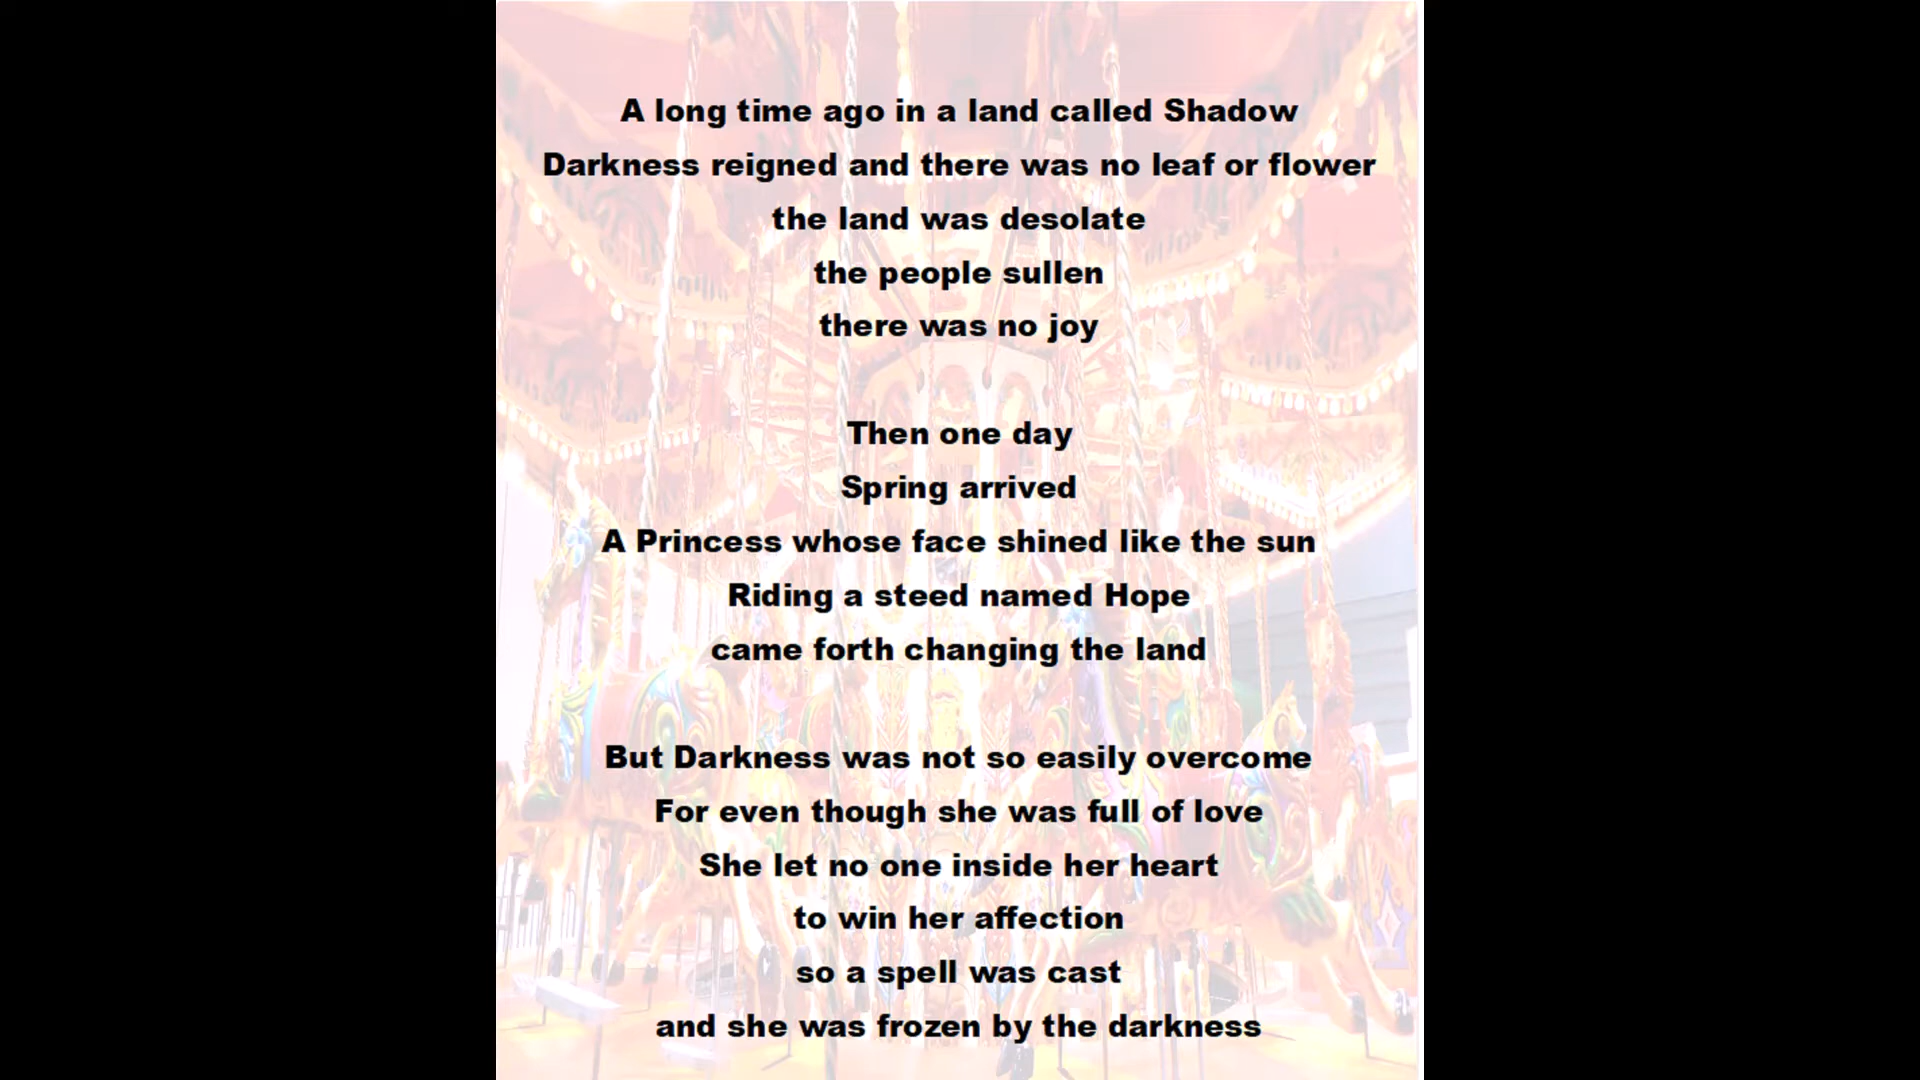 A long time ago in a land called Shadow
Darkness reigned and there was no leaf or flower
the land was desolate
the people sullen
there was no joy
Then one day
Spring arrived
A Princess whose face shined like the sun
Riding a steed named Hope
came forth changing the land
But Darkness was not so easily overcome
For even though she was full of love
She let no one inside her heart
to win her affection
so a spell was cast
and she was frozen by the darkness